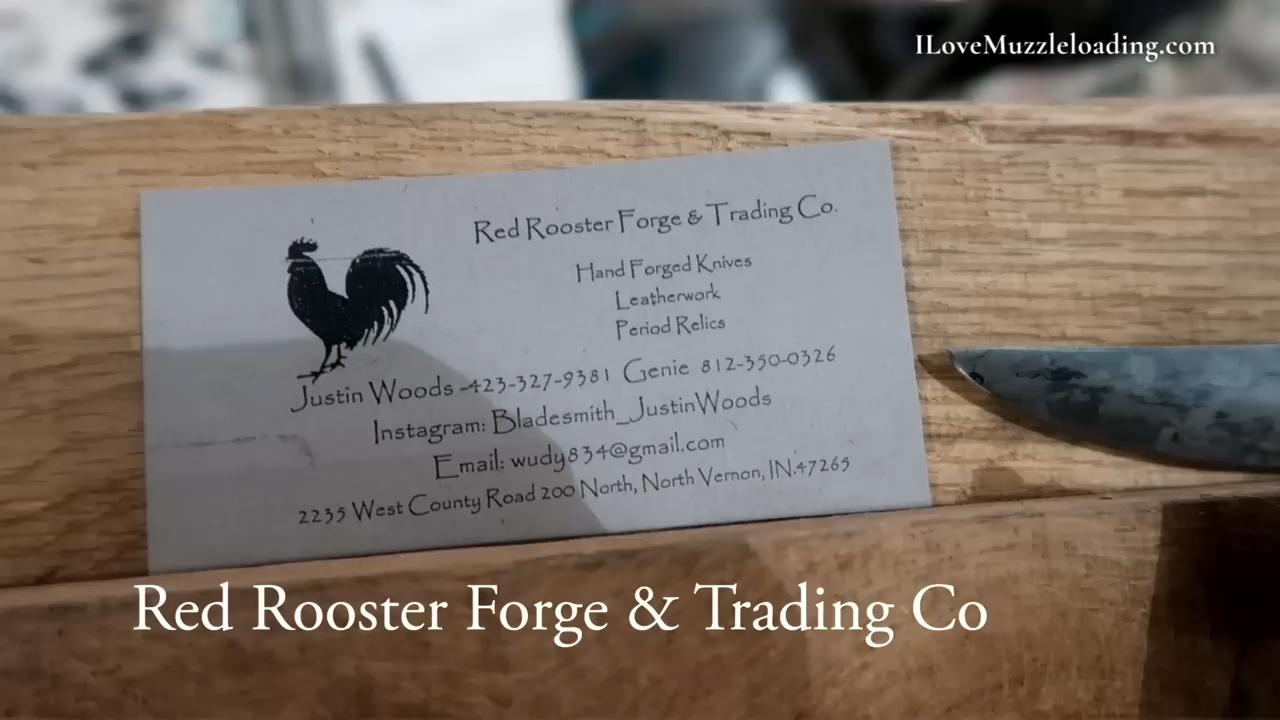 ILoveMuzzleloading.com
Red Rooster Forge & Trading Co.
Hand Forged Knives
Leatherwork
Period Relics
Justin Woods -423-327-9381 Genie 812-350-0326
Instagram: Bladesmith_JustinWoods
Email: wudy834@gmail.com
2235 West County Road 200 North, North Vernon, IN.47265
Red Rooster Forge & Trading Co